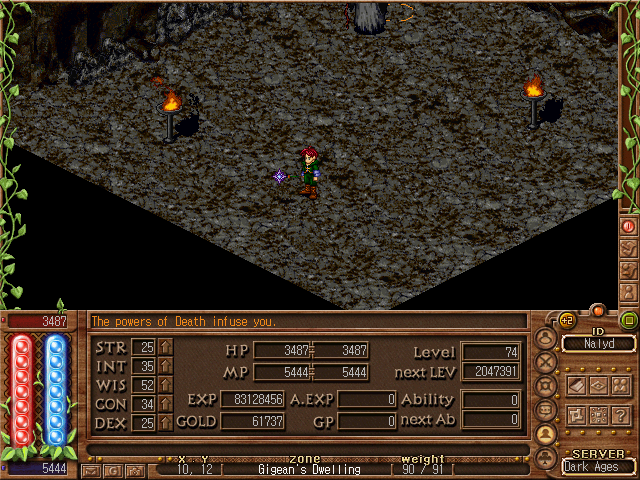 3487 The powers of Death infuse you. +2
ID
Nalyd
STR 25 HP 3487 3487 Level 74
INT 35 MP 5444 5444 next LEV 2047391
WIS 52
CON 34 EXP 83128456 A.EXP 0 Ability 0
DEX 25 GOLD 61737 GP 0 next Ab 0
?
X Y zone weight SERVER
5444 G 10, 12 [ Gigean's Dwelling [ 90 / 91 [ Dark Ages